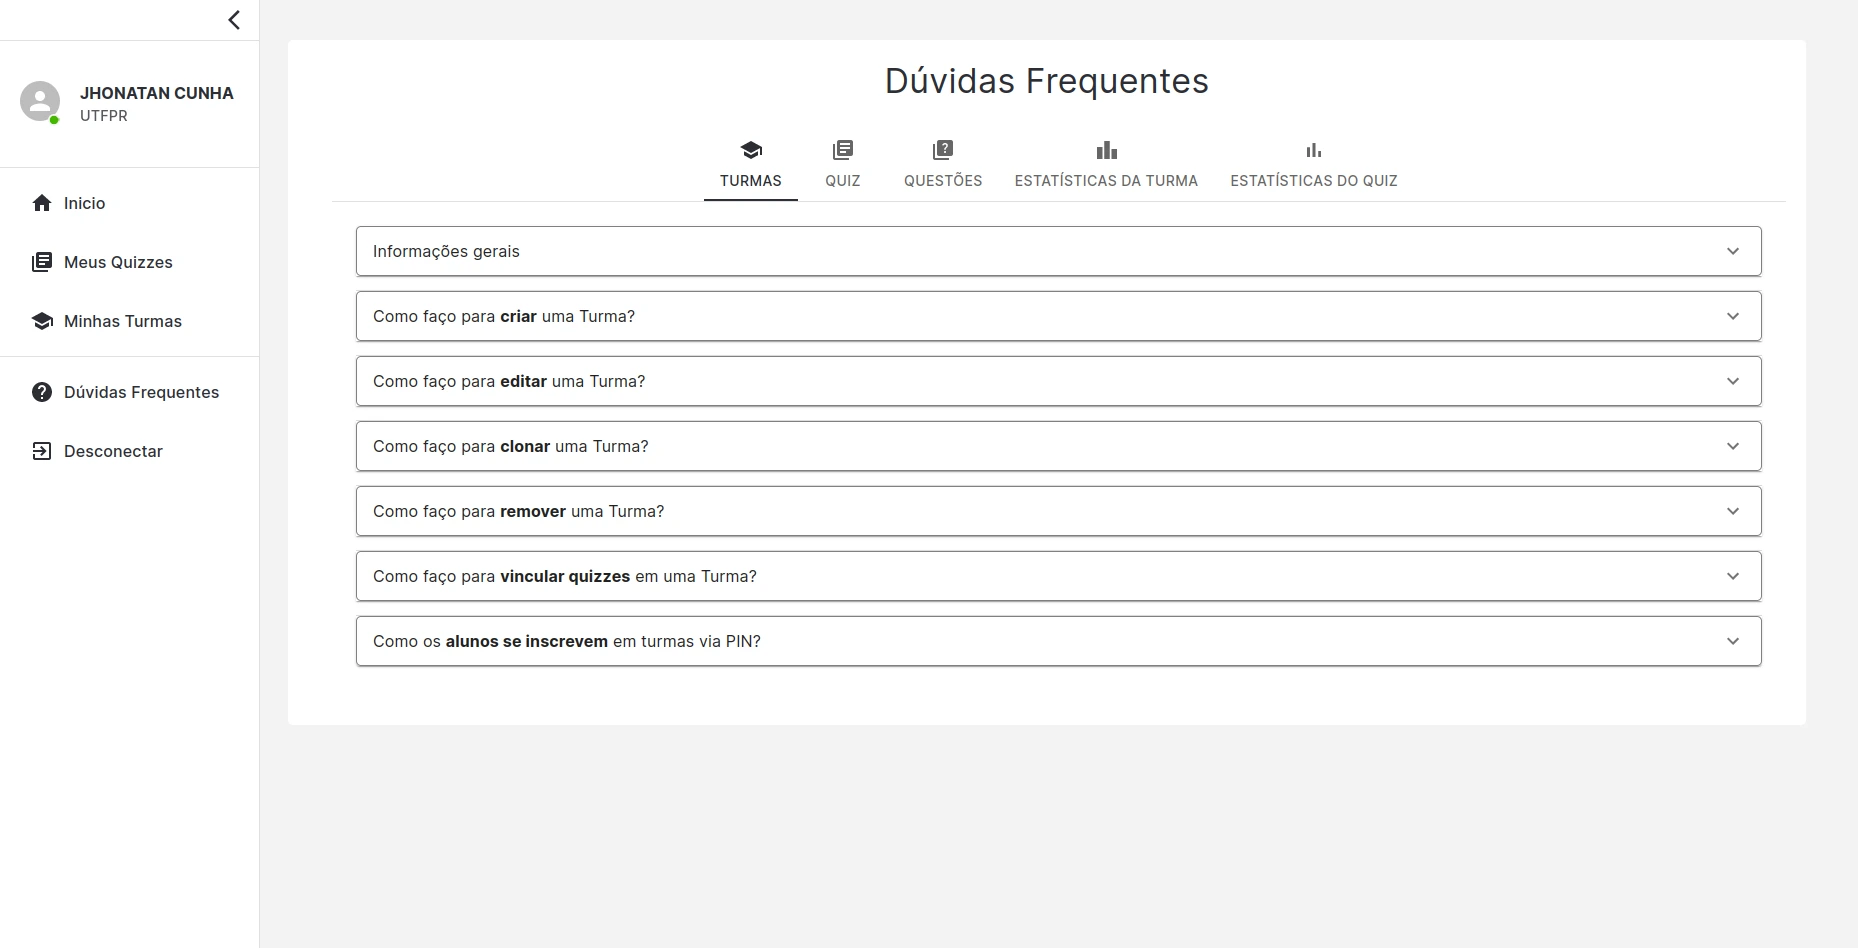 JHONATAN CUNHA
UTFPR
Inicio
Meus Quizzes
Minhas Turmas
Dúvidas Frequentes
Desconectar
Dúvidas Frequentes
TURMAS
QUIZ
QUESTÕES
ESTATÍSTICAS DA TURMA
ESTATÍSTICAS DO QUIZ
Informações gerais
Como faço para criar uma Turma?
Como faço para editar uma Turma?
Como faço para clonar uma Turma?
Como faço para remover uma Turma?
Como faço para vincular quizzes em uma Turma?
Como os alunos se inscrevem em turmas via PIN?